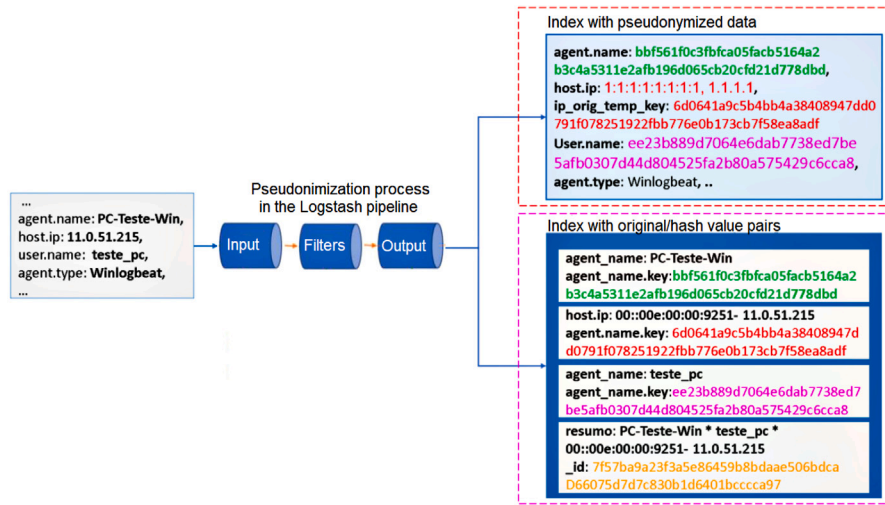 ...
agent.name: PC-Teste-Win,
host.ip: 11.0.51.215,
user.name: teste_pc,
agent.type: Winlogbeat,
...
Pseudonimization process
in the Logstash pipeline
Input
Filters
Output
Index with pseudonymized data
agent.name: bbf561f0c3fbfca05facb5164a2
b3c4a5311e2afb196d065cb20cfd21d778dbd,
host.ip: 1:1:1:1:1:1:1:1, 1.1.1.1,
ip_orig_temp_key: 6d0641a9c5b4bb4a38408947dd0
791f078251922fbb776e0b173cb7f58ea8adf
User.name: ee23b889d7064e6dab7738ed7be
5afb0307d44d804525fa2b80a575429c6cca8,
agent.type: Winlogbeat, ..
Index with original/hash value pairs
agent_name: PC-Teste-Win
agent_name.key:bbf561f0c3fbfca05facb5164a2
b3c4a5311e2afb196d065cb20cfd21d778dbd
host.ip: 00::00e:00:00:9251- 11.0.51.215
agent.name.key: 6d0641a9c5b4bb4a38408947d
d0791f078251922fbb776e0b173cb7f58ea8adf
agent_name: teste_pc
agent_name.key:ee23b889d7064e6dab7738ed7
be5afb0307d44d804525fa2b80a575429c6cca8
resumo: PC-Teste-Win * teste_pc *
00::00e:00:00:9251- 11.0.51.215
_id: 7f57ba9a23f3a5e86459b8bdaae506bdca
D66075d7d7c830b1d6401bcccca97